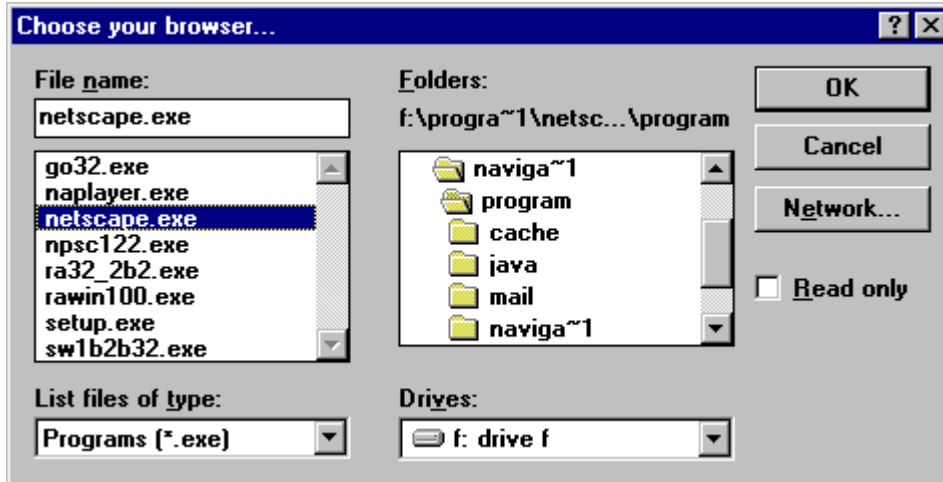 Choose your browser...
File name:
netscape.exe
go32.exe
naplayer.exe
netscape.exe
npsc122.exe
ra32_2b2.exe
rawin100.exe
setup.exe
sw1b2b32.exe
List files of type:
Programs (*.exe)
Folders:
f:\progra~1\netsc...\program
naviga~1
program
cache
java
mail
naviga~1
Drives:
f: drive f
OK
Cancel
Network...
Read only